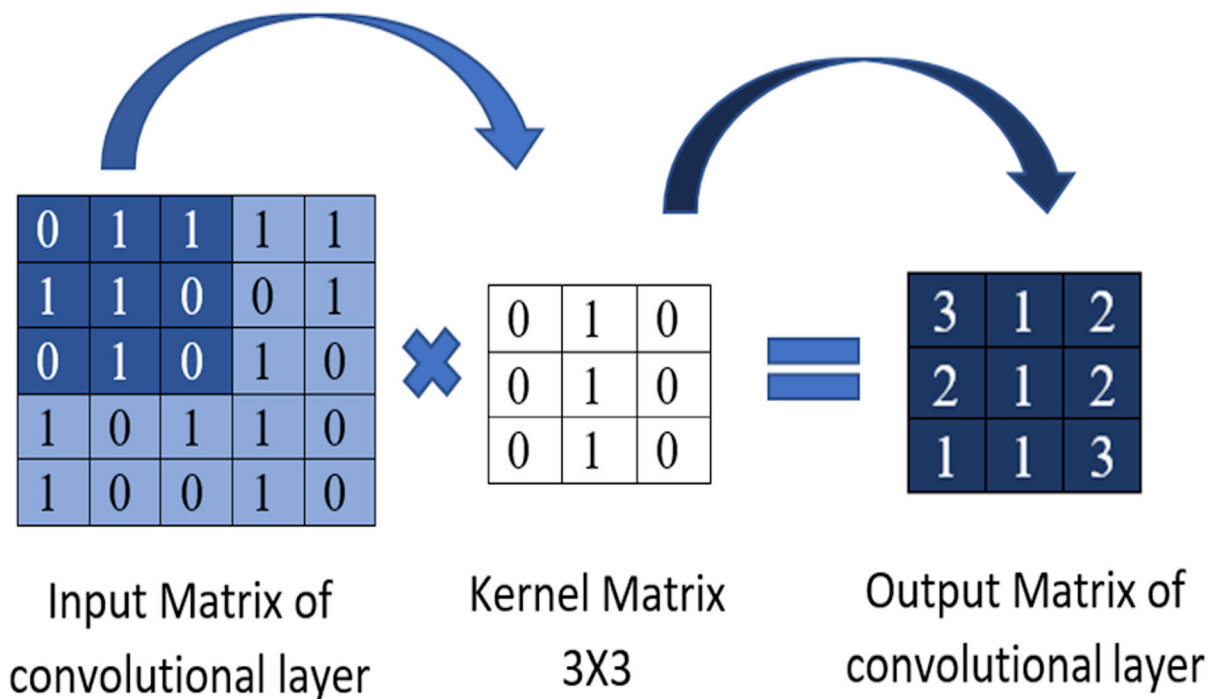 0 1 1 1 1
1 1 0 0 1
0 1 0 1 0
1 0 1 1 0
1 0 0 1 0
0 1 0
0 1 0
0 1 0
3 1 2
2 1 2
1 1 3
Input Matrix of
convolutional layer
Kernel Matrix
3X3
Output Matrix of
convolutional layer